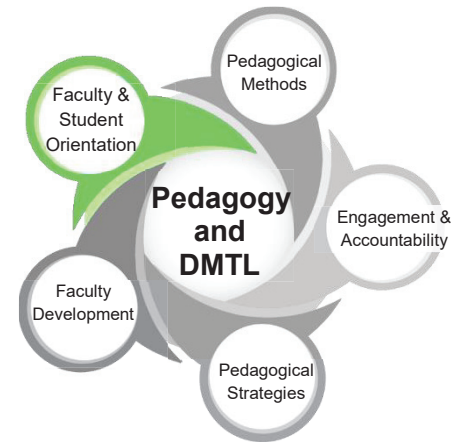 Pedagogical
Methods
Faculty &
Student
Orientation
Pedagogy
and
DMTL
Engagement &
Accountability
Faculty
Development
Pedagogical
Strategies